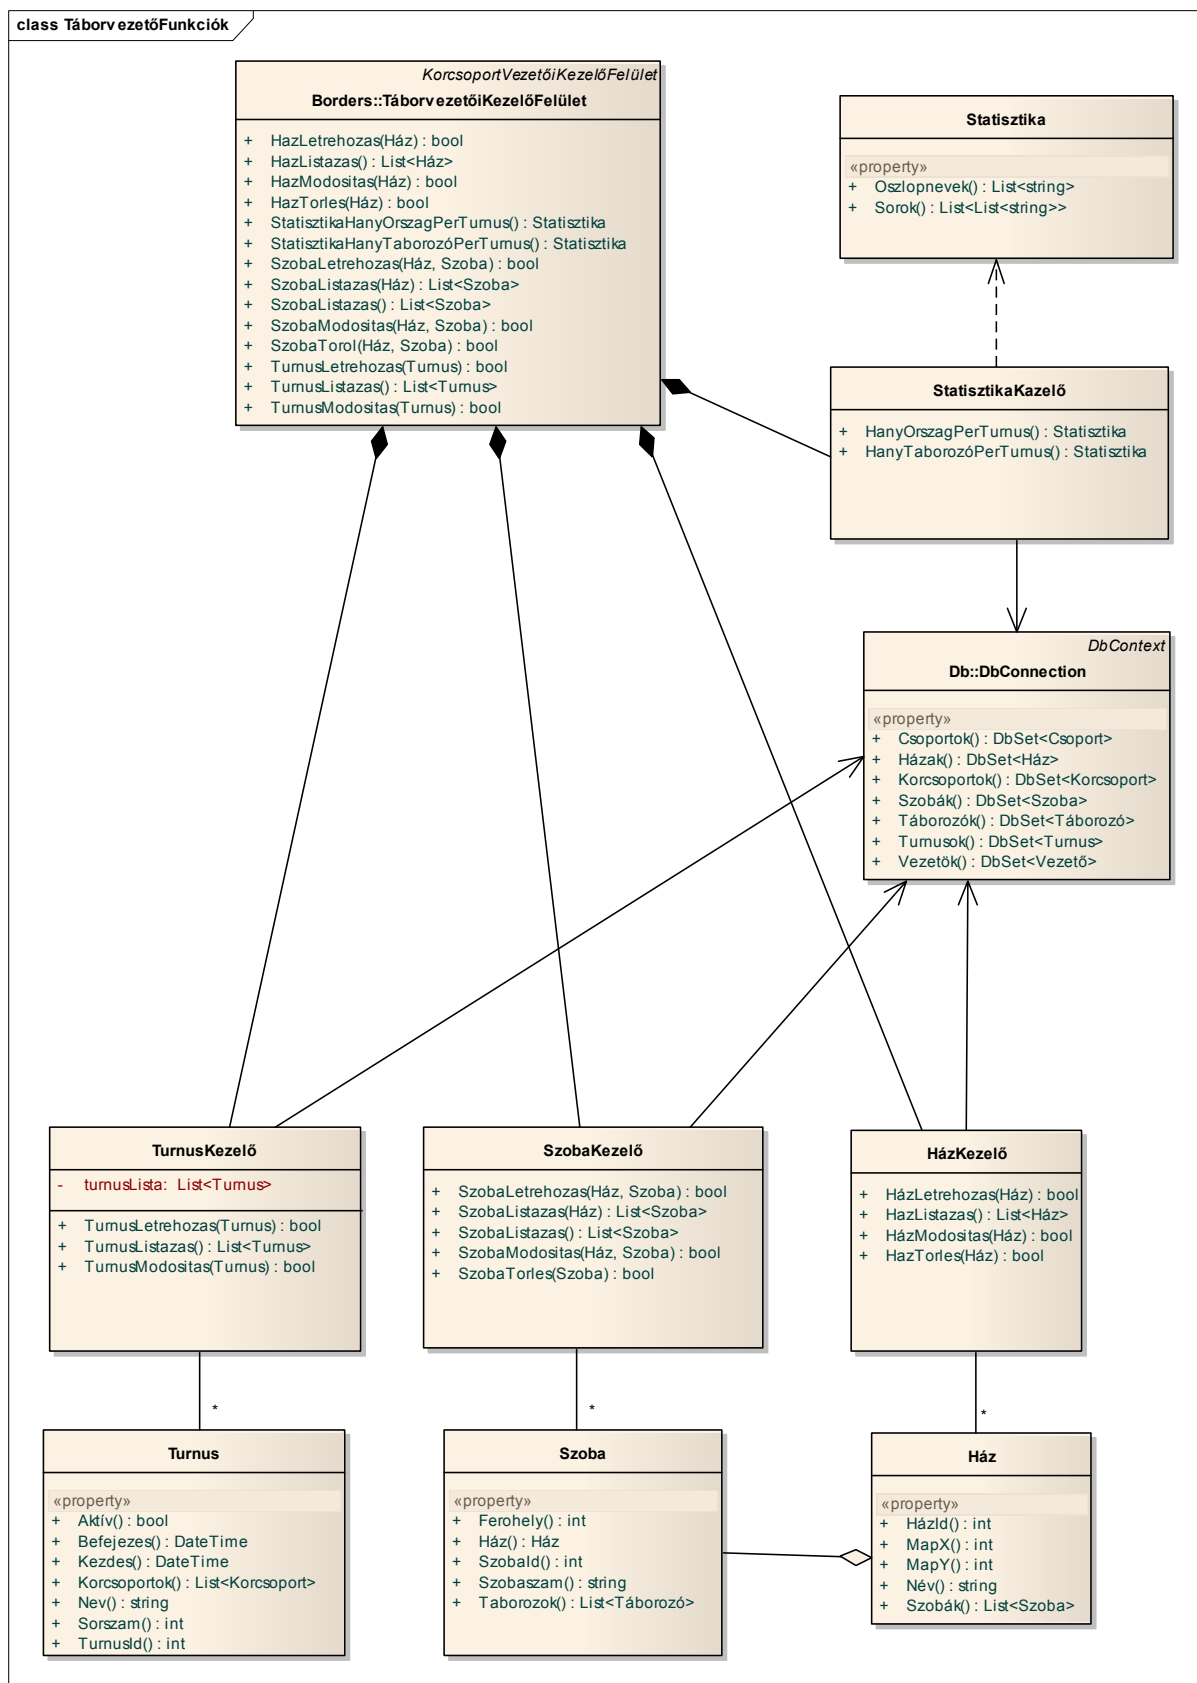 class TáborvezetőFunkciók
KorcsoportVezetőiKezelőFelület
Borders::TáborvezetőiKezelőFelület
+ HazLetrehozas(Ház) : bool
+ HazListazas() : List<Ház>
+ HazModositas(Ház) : bool
+ HazTorles(Ház) : bool
+ StatisztikaHanyOrszagPerTurnus() : Statisztika
+ StatisztikaHanyTaborozóPerTurnus() : Statisztika
+ SzobaLetrehozas(Ház, Szoba) : bool
+ SzobaListazas(Ház) : List<Szoba>
+ SzobaListazas() : List<Szoba>
+ SzobaModositas(Ház, Szoba) : bool
+ SzobaTorol(Ház, Szoba) : bool
+ TurnusLetrehozas(Turnus) : bool
+ TurnusListazas() : List<Turnus>
+ TurnusModositas(Turnus) : bool
Statisztika
«property»
+ Oszlopnevek() : List<string>
+ Sorok() : List<List<string>>
StatisztikaKazelő
+ HanyOrszagPerTurnus() : Statisztika
+ HanyTaborozóPerTurnus() : Statisztika
DbContext
Db::DbConnection
«property»
+ Csoportok() : DbSet<Csoport>
+ Házak() : DbSet<Ház>
+ Korcsoportok() : DbSet<Korcsoport>
+ Szobák() : DbSet<Szoba>
+ Táborozók() : DbSet<Táborozó>
+ Turnusok() : DbSet<Turnus>
+ Vezetök() : DbSet<Vezető>
TurnusKezelő
- turnusLista: List<Turnus>
+ TurnusLetrehozas(Turnus) : bool
+ TurnusListazas() : List<Turnus>
+ TurnusModositas(Turnus) : bool
SzobaKezelő
+ SzobaLetrehozas(Ház, Szoba) : bool
+ SzobaListazas(Ház) : List<Szoba>
+ SzobaListazas() : List<Szoba>
+ SzobaModositas(Ház, Szoba) : bool
+ SzobaTorles(Szoba) : bool
HázKezelő
+ HázLetrehozas(Ház) : bool
+ HazListazas() : List<Ház>
+ HázModositas(Ház) : bool
+ HazTorles(Ház) : bool
*
*
*
Turnus
«property»
+ Aktív() : bool
+ Befejezes() : DateTime
+ Kezdes() : DateTime
+ Korcsoportok() : List<Korcsoport>
+ Nev() : string
+ Sorszam() : int
+ TurnusId() : int
Szoba
«property»
+ Ferohely() : int
+ Ház() : Ház
+ SzobaId() : int
+ Szobaszam() : string
+ Taborozok() : List<Táborozó>
Ház
«property»
+ HázId() : int
+ MapX() : int
+ MapY() : int
+ Név() : string
+ Szobák() : List<Szoba>